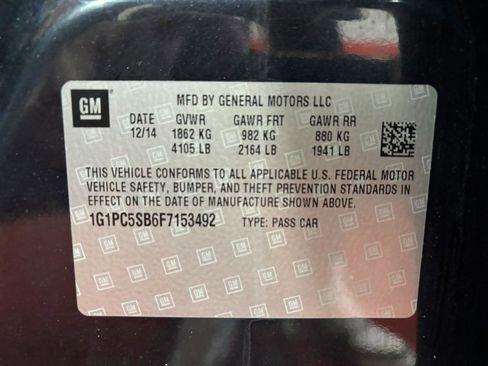 GM
MFD BY GENERAL MOTORS LLC
DATE GVWR GAWR FRT GAWR RR
12/14 1862 KG 982 KG 880 KG
4105 LB 2164 LB 1941 LB
THIS VEHICLE CONFORMS TO ALL APPLICABLE U.S. FEDERAL MOTOR
VEHICLE SAFETY, BUMPER, AND THEFT PREVENTION STANDARDS IN
EFFECT ON THE DATE OF MANUFACTURE SHOWN ABOVE.
1G1PC5SB6F7153492 TYPE: PASS CAR